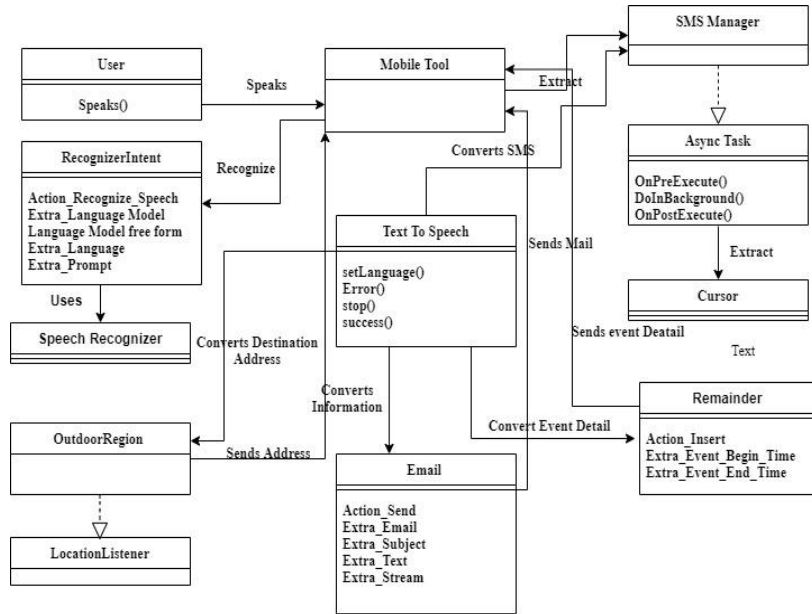 SMS Manager
User
Speaks()
Speaks
Mobile Tool
Extract
Async Task
OnPreExecute()
DoInBackground()
OnPostExecute()
RecognizerIntent
Action_Recognize_Speech
Extra_Language Model
Language Model free form
Extra_Language
Extra_Prompt
Recognize
Converts SMS
Text To Speech
setLanguage()
Error()
stop()
success()
Sends Mail
Extract
Cursor
Uses
Speech Recognizer
Converts Destination
Address
Sends event Deatail
Text
Converts
Information
Remainder
Action_Insert
Extra_Event_Begin_Time
Extra_Event_End_Time
Convert Event Detail
OutdoorRegion
Sends Address
Email
Action_Send
Extra_Email
Extra_Subject
Extra_Text
Extra_Stream
LocationListener